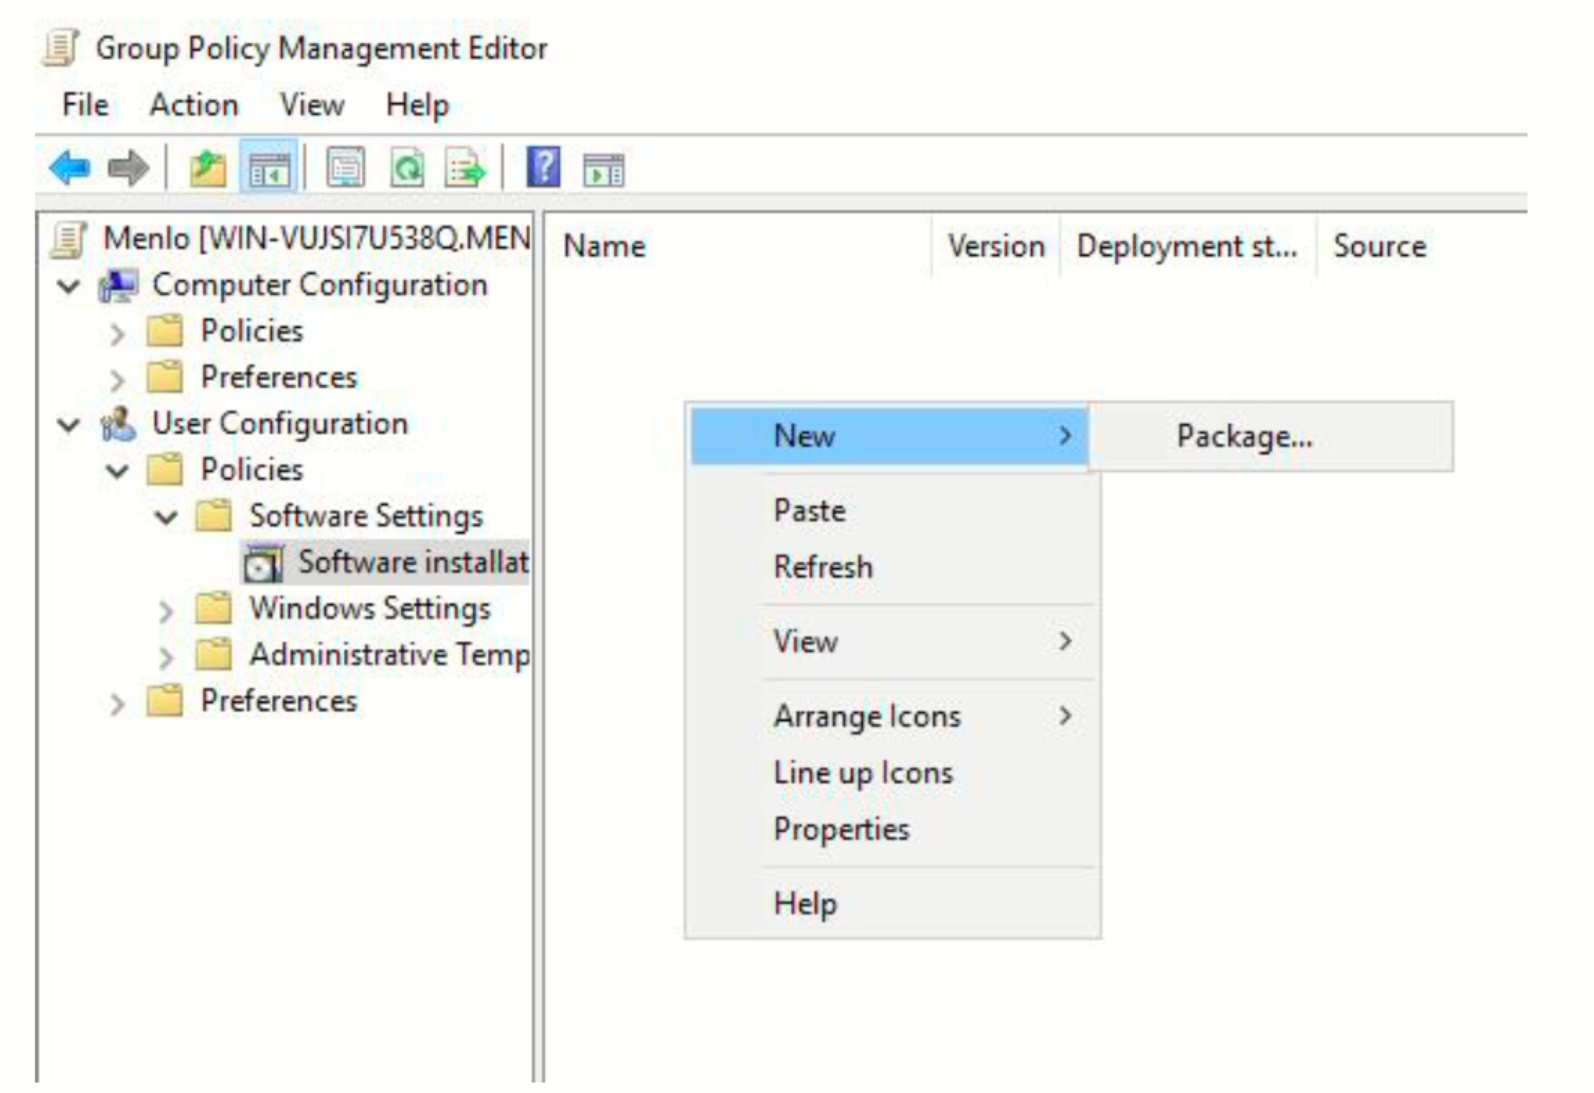 Group Policy Management Editor
File Action View Help
Menlo [WIN-VUJSI7U538Q.MEN
Computer Configuration
Policies
Preferences
User Configuration
Policies
Software Settings
Software installat
Windows Settings
Administrative Temp
Preferences
Name Version Deployment st... Source
New
Package...
Paste
Refresh
View
Arrange Icons
Line up Icons
Properties
Help